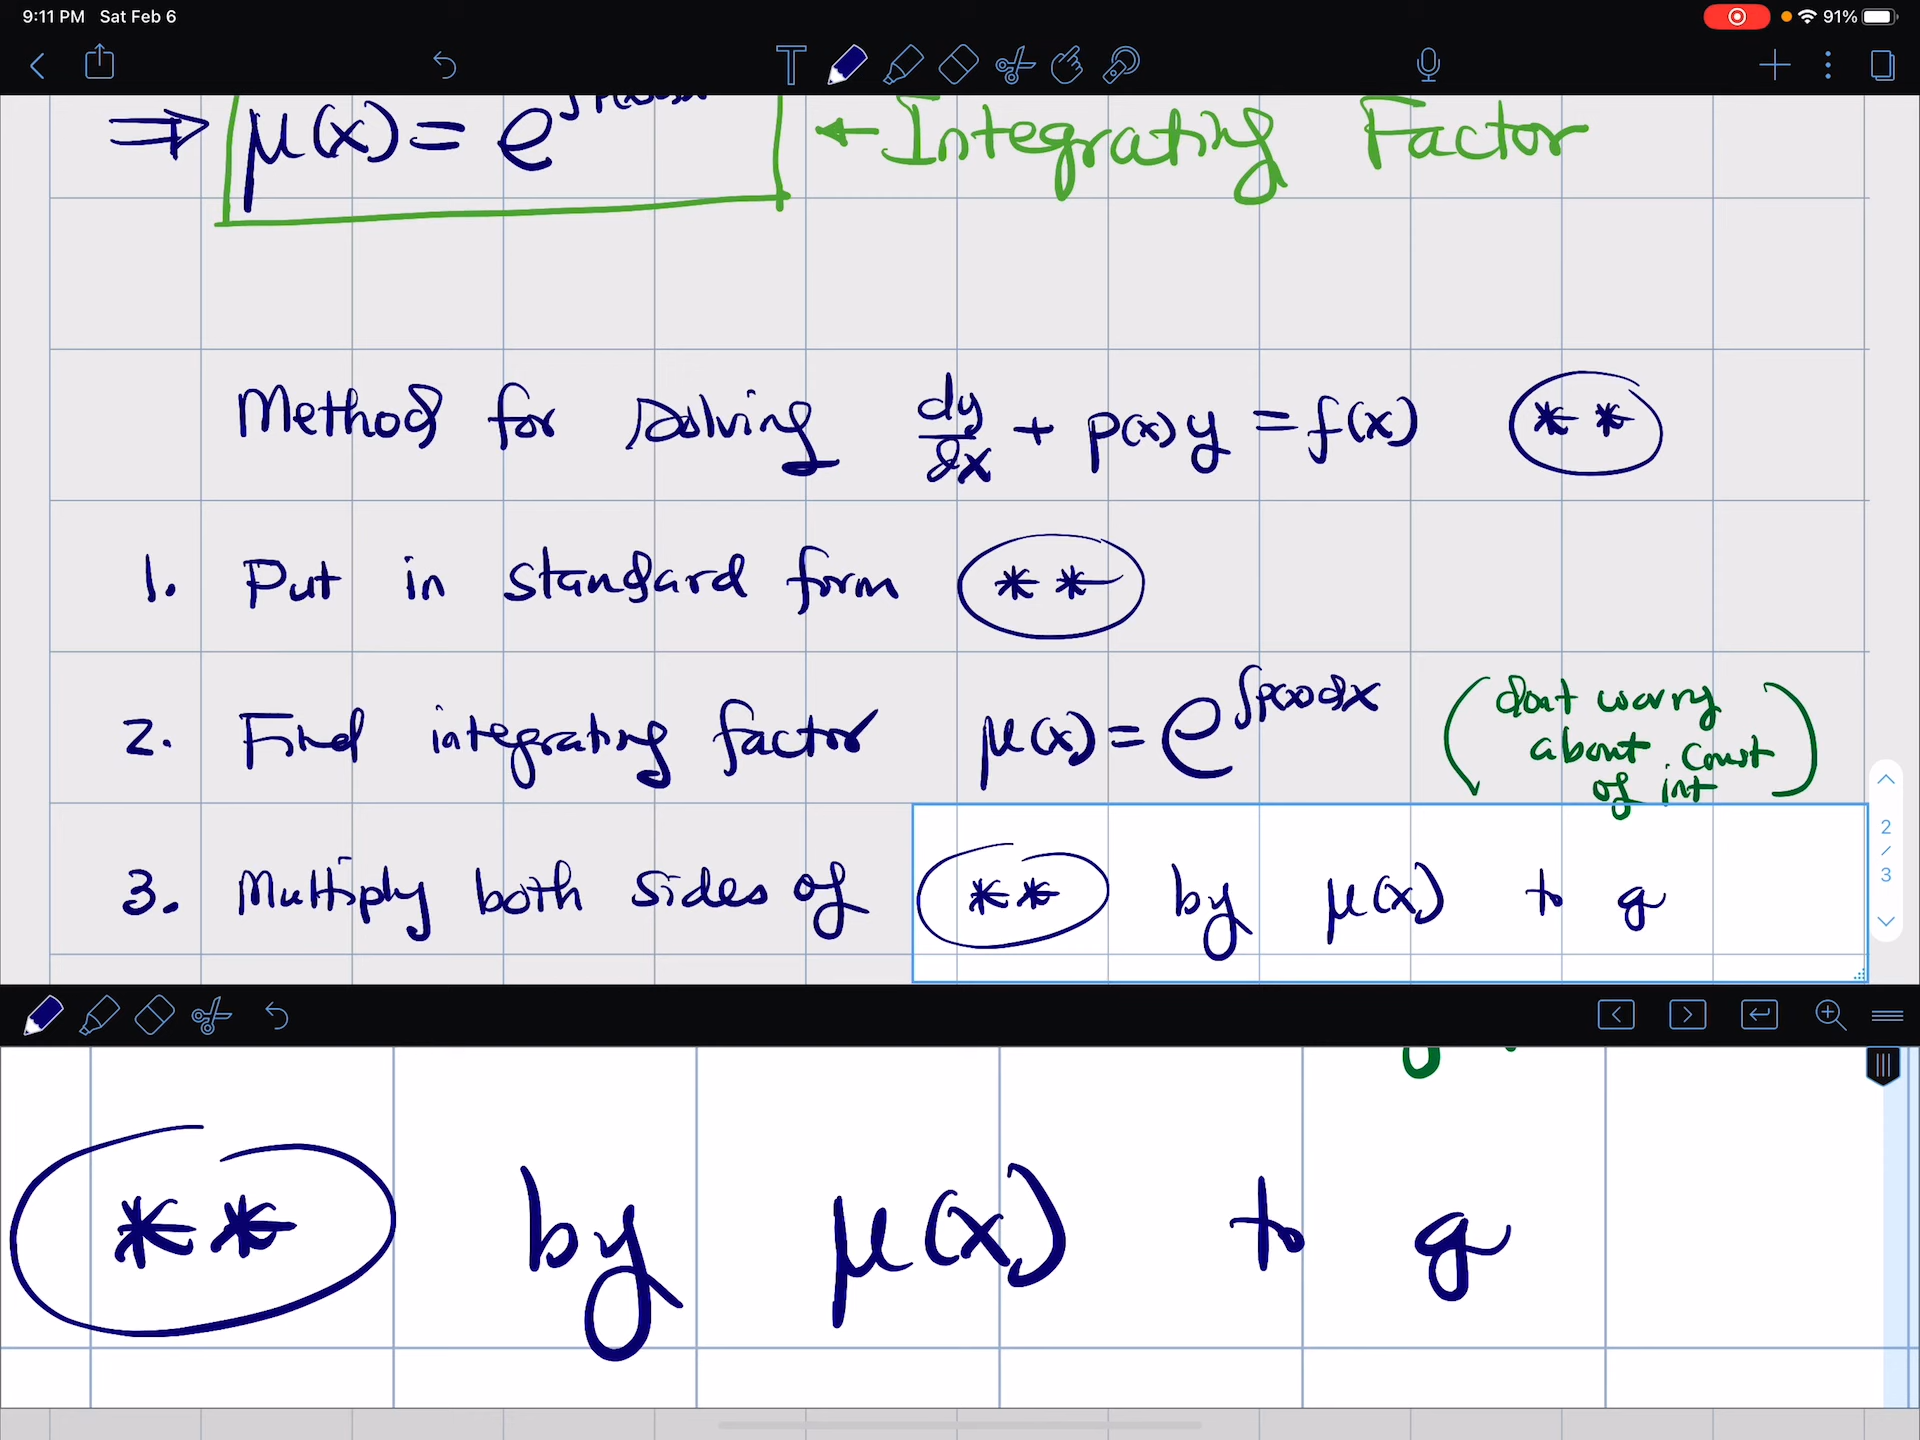 9:11 PM Sat Feb 6
91%
⇒ μ(x) = e^∫p(x)dx ← Integrating Factor
Method for solving dy/dx + p(x)y = f(x) **
1. Put in standard form **
2. Find integrating factor μ(x) = e^∫p(x)dx (dont worry
about const
of int)
3. Multiply both sides of ** by μ(x) to g
2
/
3
** by μ(x) to g